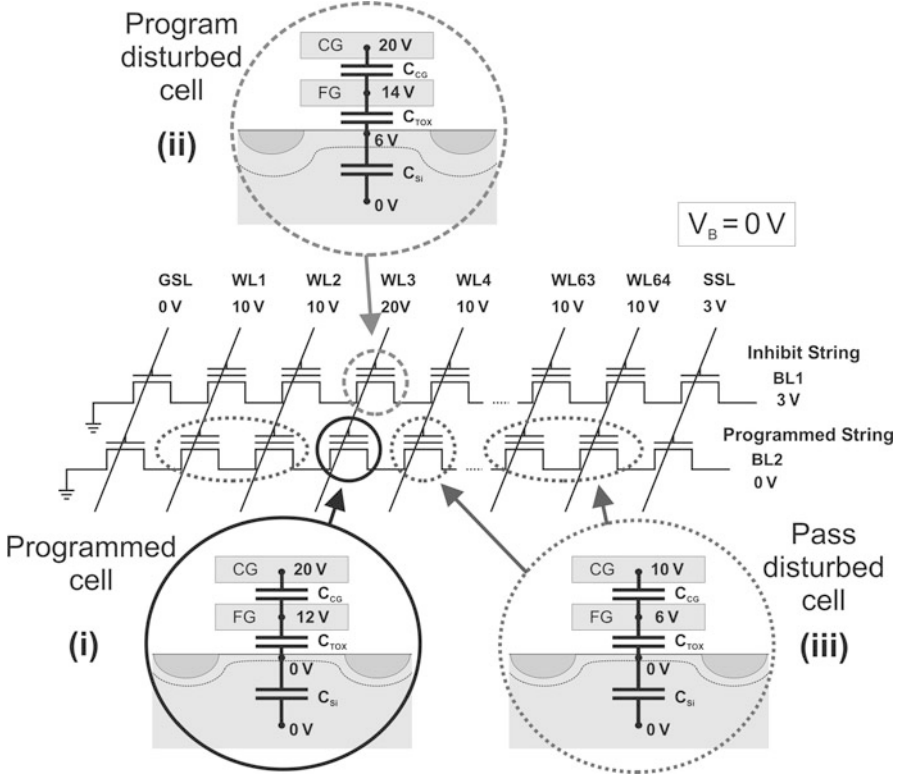 Program
disturbed
cell
(ii)
CG 20 V
C_CG
FG 14 V
C_TOX
6 V
C_Si
0 V
V_B = 0 V
GSL WL1 WL2 WL3 WL4 WL63 WL64 SSL
0 V 10 V 10 V 20V 10 V 10 V 10 V 3 V
Inhibit String
BL1
3 V
Programmed String
BL2
0 V
Programmed
cell
(i)
CG 20 V
C_CG
FG 12 V
C_TOX
0 V
C_Si
0 V
CG 10 V
C_CG
FG 6 V
C_TOX
0 V
C_Si
0 V
Pass
disturbed
cell
(iii)